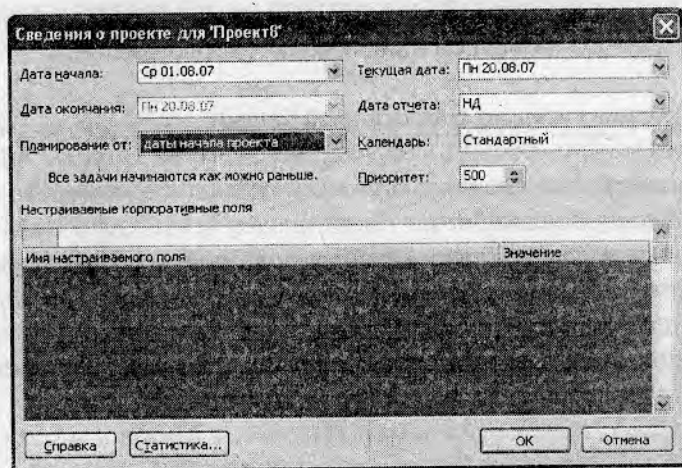 Сведения о проекте для 'Проект8'
Дата начала: Ср 01.08.07 Текущая дата: Пн 20.08.07
Дата окончания: Пн 20.08.07 Дата отчета: НД
Планирование от: даты начала проекта Календарь: Стандартный
Все задачи начинаются как можно раньше. Приоритет: 500
Настраиваемые корпоративные поля
Имя настраиваемого поля Значение
Справка Статистика... ОК Отмена